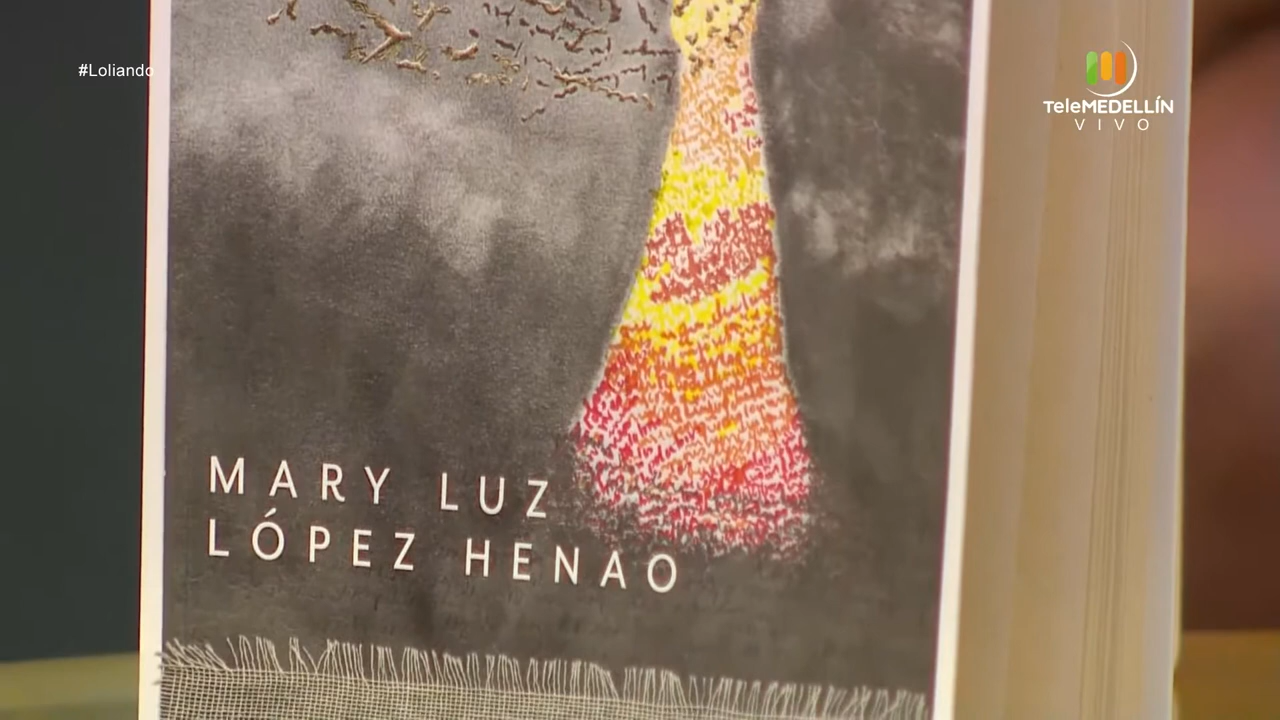 #Loliando
TeleMEDELLÍN
VIVO
MARY LUZ
LÓPEZ HENAO